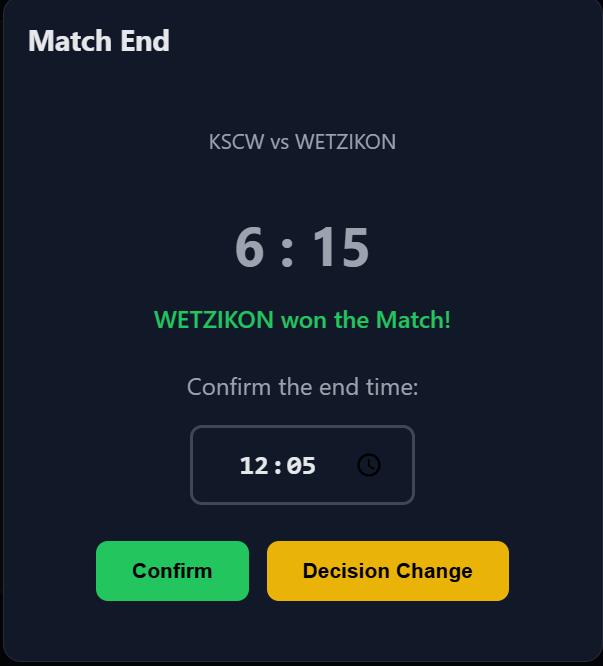 Match End
KSCW vs WETZIKON
6 : 15
WETZIKON won the Match!
Confirm the end time:
12:05
Confirm Decision Change